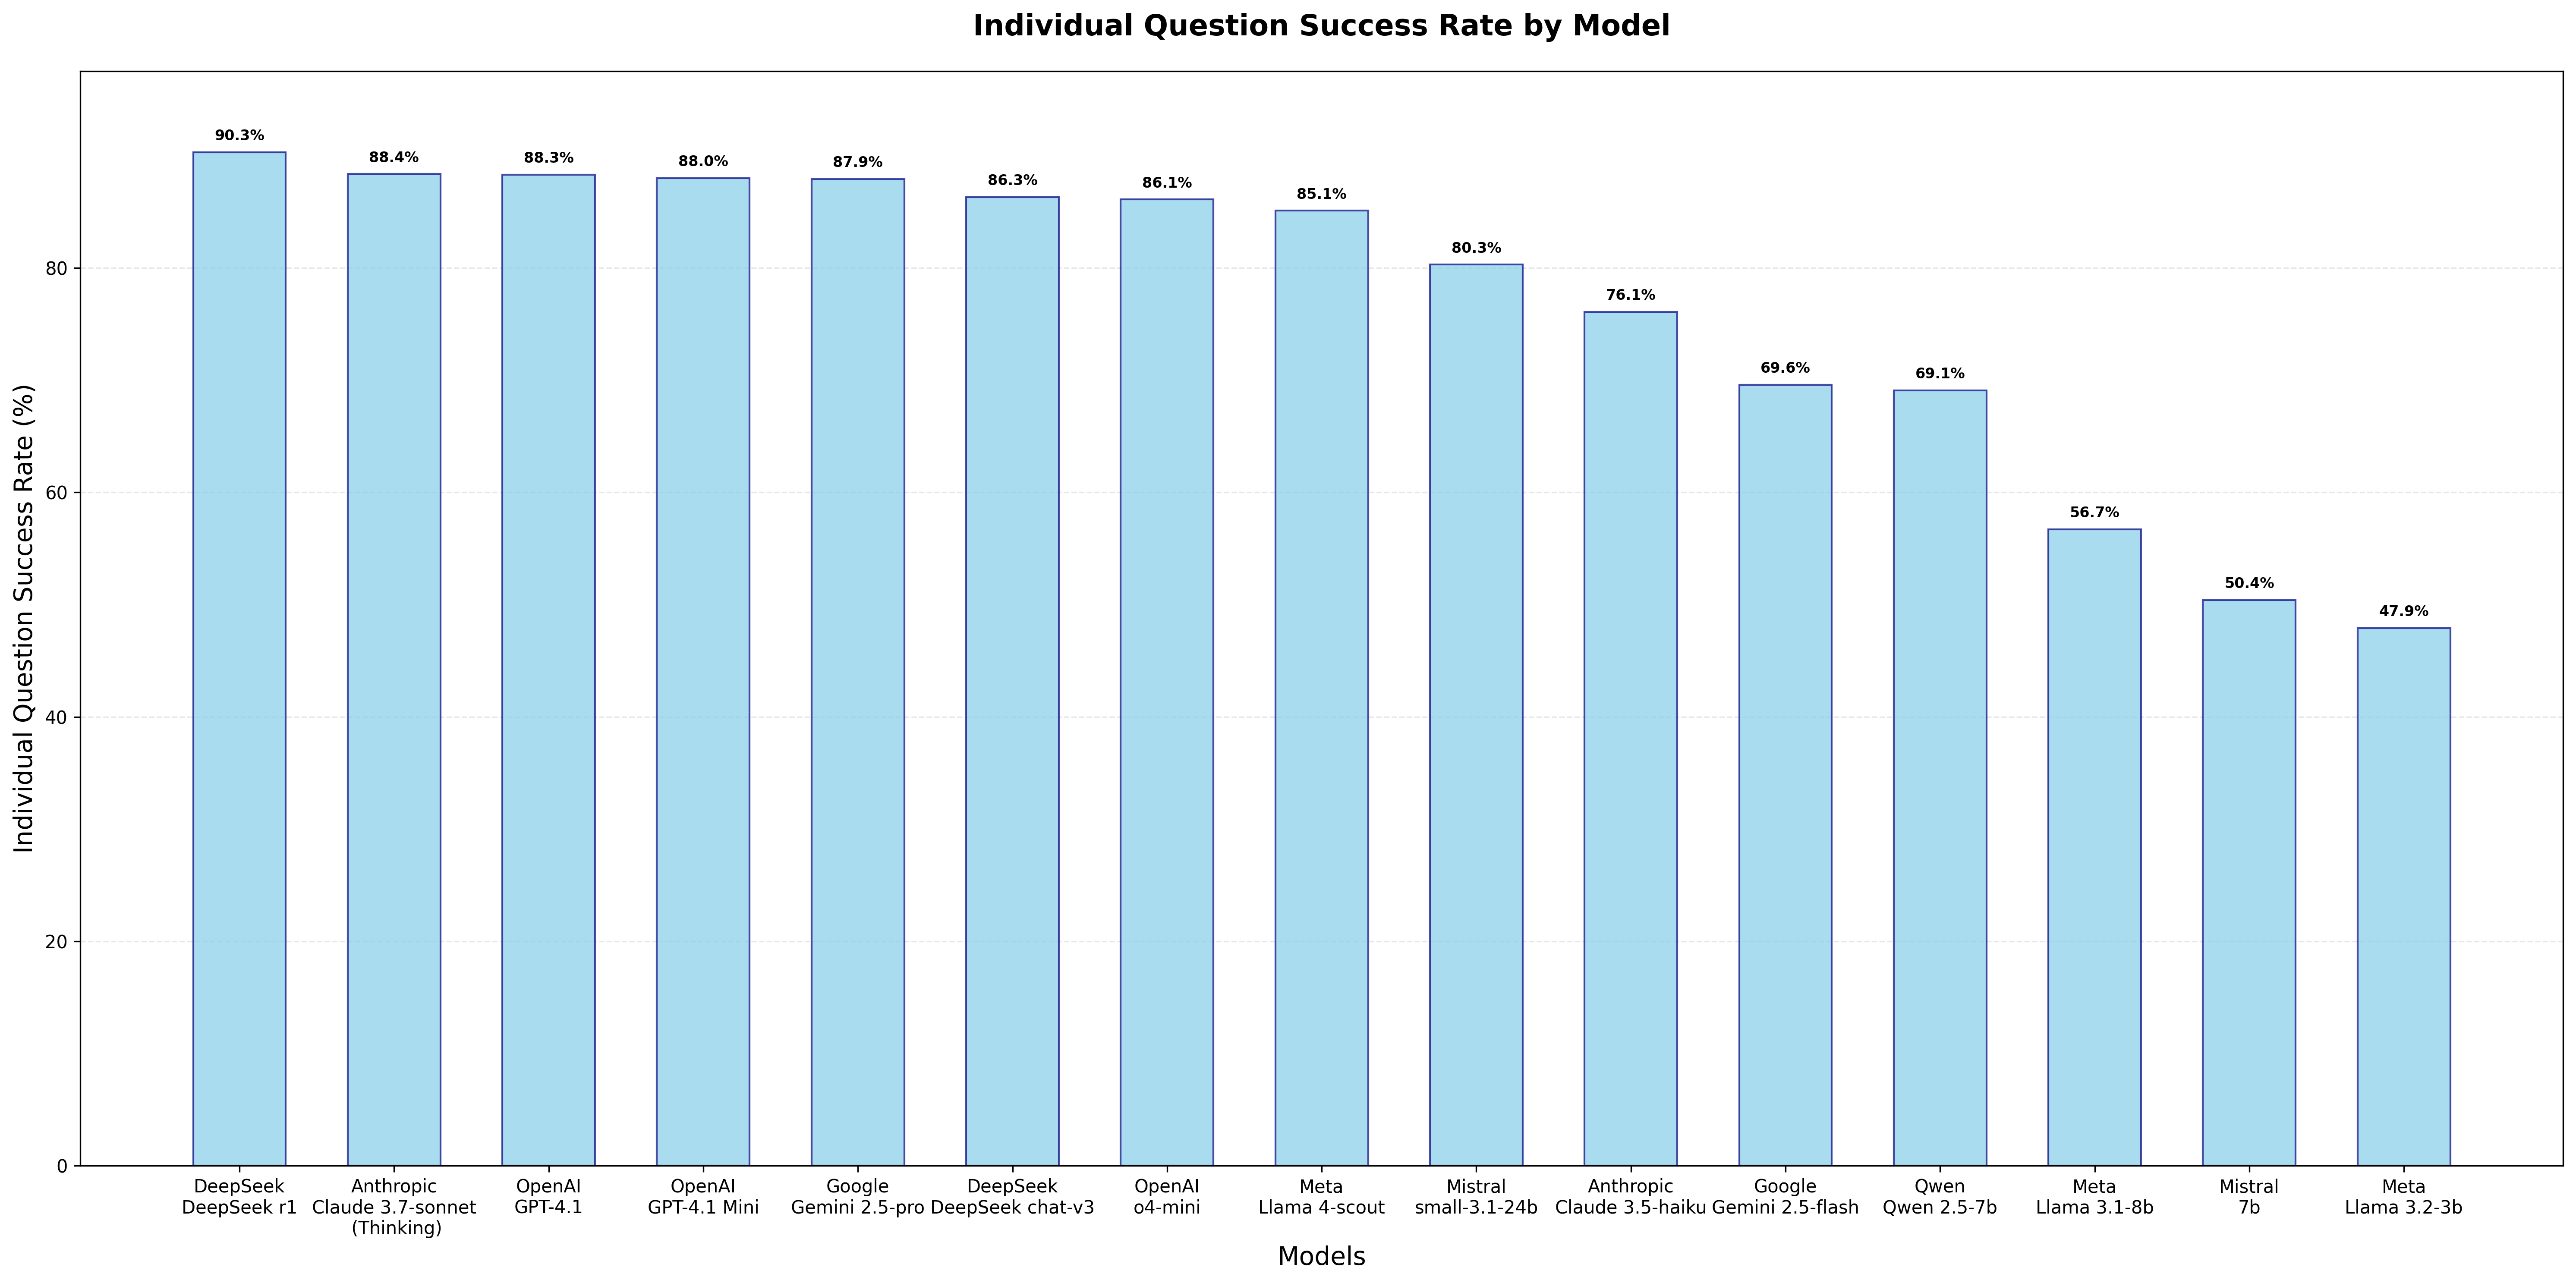 Individual Question Success Rate by Model
Individual Question Success Rate (%)
80
60
40
20
0
90.3%
88.4%
88.3%
88.0%
87.9%
86.3%
86.1%
85.1%
80.3%
76.1%
69.6%
69.1%
56.7%
50.4%
47.9%
DeepSeek
DeepSeek r1
Anthropic
Claude 3.7-sonnet
(Thinking)
OpenAI
GPT-4.1
OpenAI
GPT-4.1 Mini
Google
Gemini 2.5-pro
DeepSeek
DeepSeek chat-v3
OpenAI
o4-mini
Meta
Llama 4-scout
Mistral
small-3.1-24b
Anthropic
Claude 3.5-haiku
Google
Gemini 2.5-flash
Qwen
Qwen 2.5-7b
Meta
Llama 3.1-8b
Mistral
7b
Meta
Llama 3.2-3b
Models